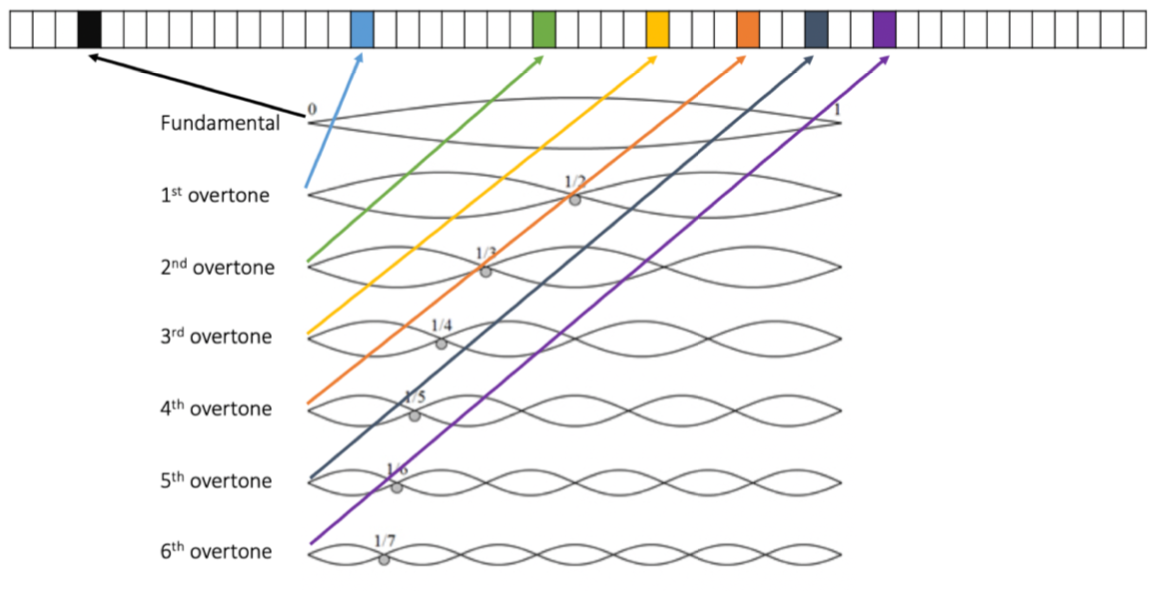 0 1
Fundamental
1/2
1st overtone
1/3
2nd overtone
1/4
3rd overtone
1/5
4th overtone
1/6
5th overtone
1/7
6th overtone